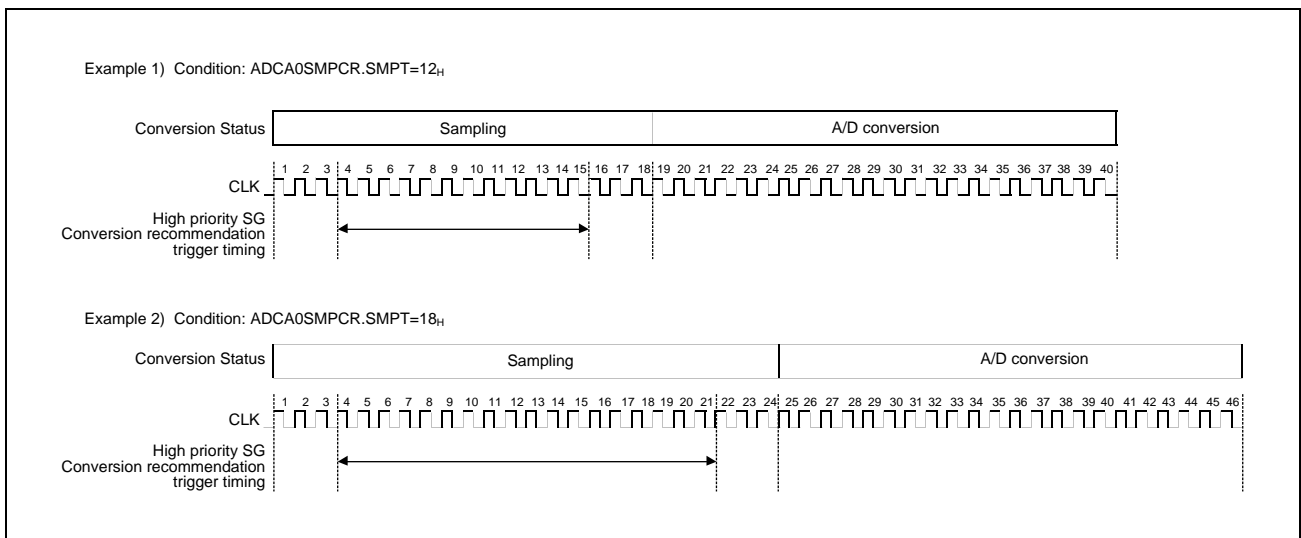 Example 1) Condition: ADCA0SMPCR.SMPT=12H
Conversion Status Sampling A/D conversion
1 2 3 4 5 6 7 8 9 10 11 12 13 14 15 16 17 18 19 20 21 22 23 24 25 26 27 28 29 30 31 32 33 34 35 36 37 38 39 40
CLK
High priority SG
Conversion recommendation
trigger timing
Example 2) Condition: ADCA0SMPCR.SMPT=18H
Conversion Status Sampling A/D conversion
1 2 3 4 5 6 7 8 9 10 11 12 13 14 15 16 17 18 19 20 21 22 23 24 25 26 27 28 29 30 31 32 33 34 35 36 37 38 39 40 41 42 43 44 45 46
CLK
High priority SG
Conversion recommendation
trigger timing